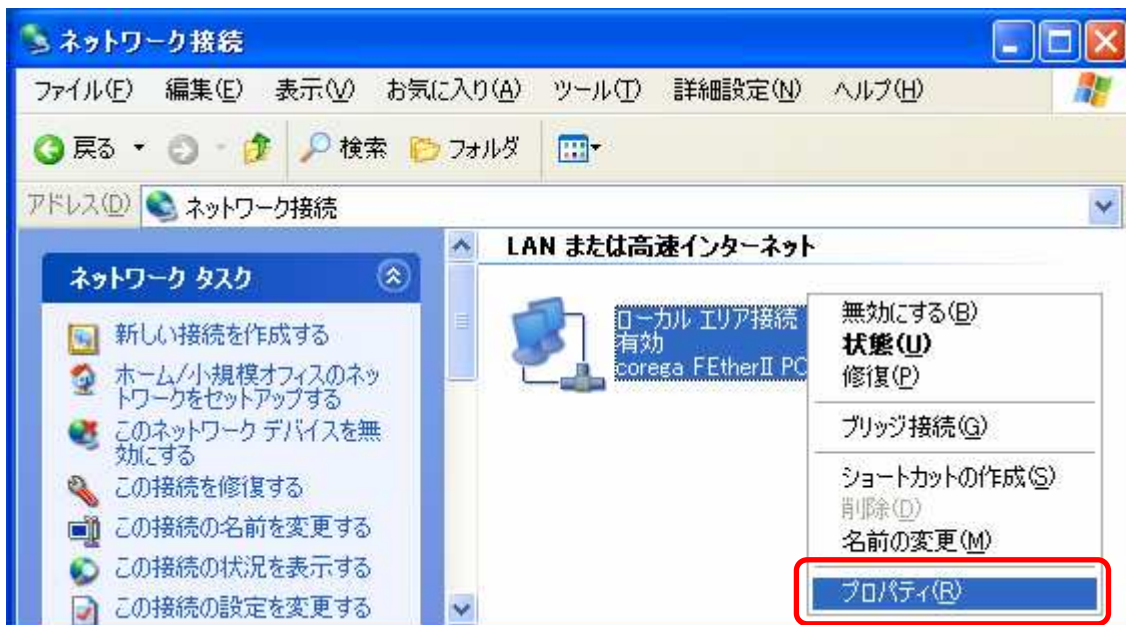 ネットワーク接続
ファイル(F) 編集(E) 表示(V) お気に入り(A) ツール(T) 詳細設定(N) ヘルプ(H)
戻る 検索 フォルダ
アドレス(D) ネットワーク接続
ネットワーク タスク
新しい接続を作成する
ホーム/小規模オフィスのネッ
トワークをセットアップする
このネットワーク デバイスを無
効にする
この接続を修復する
この接続の名前を変更する
この接続の状況を表示する
この接続の設定を変更する
LAN または高速インターネット
ローカル エリア接続
有効
corega FEtherⅡ PC
無効にする(B)
状態(U)
修復(P)
ブリッジ接続(G)
ショートカットの作成(S)
削除(D)
名前の変更(M)
プロパティ(R)